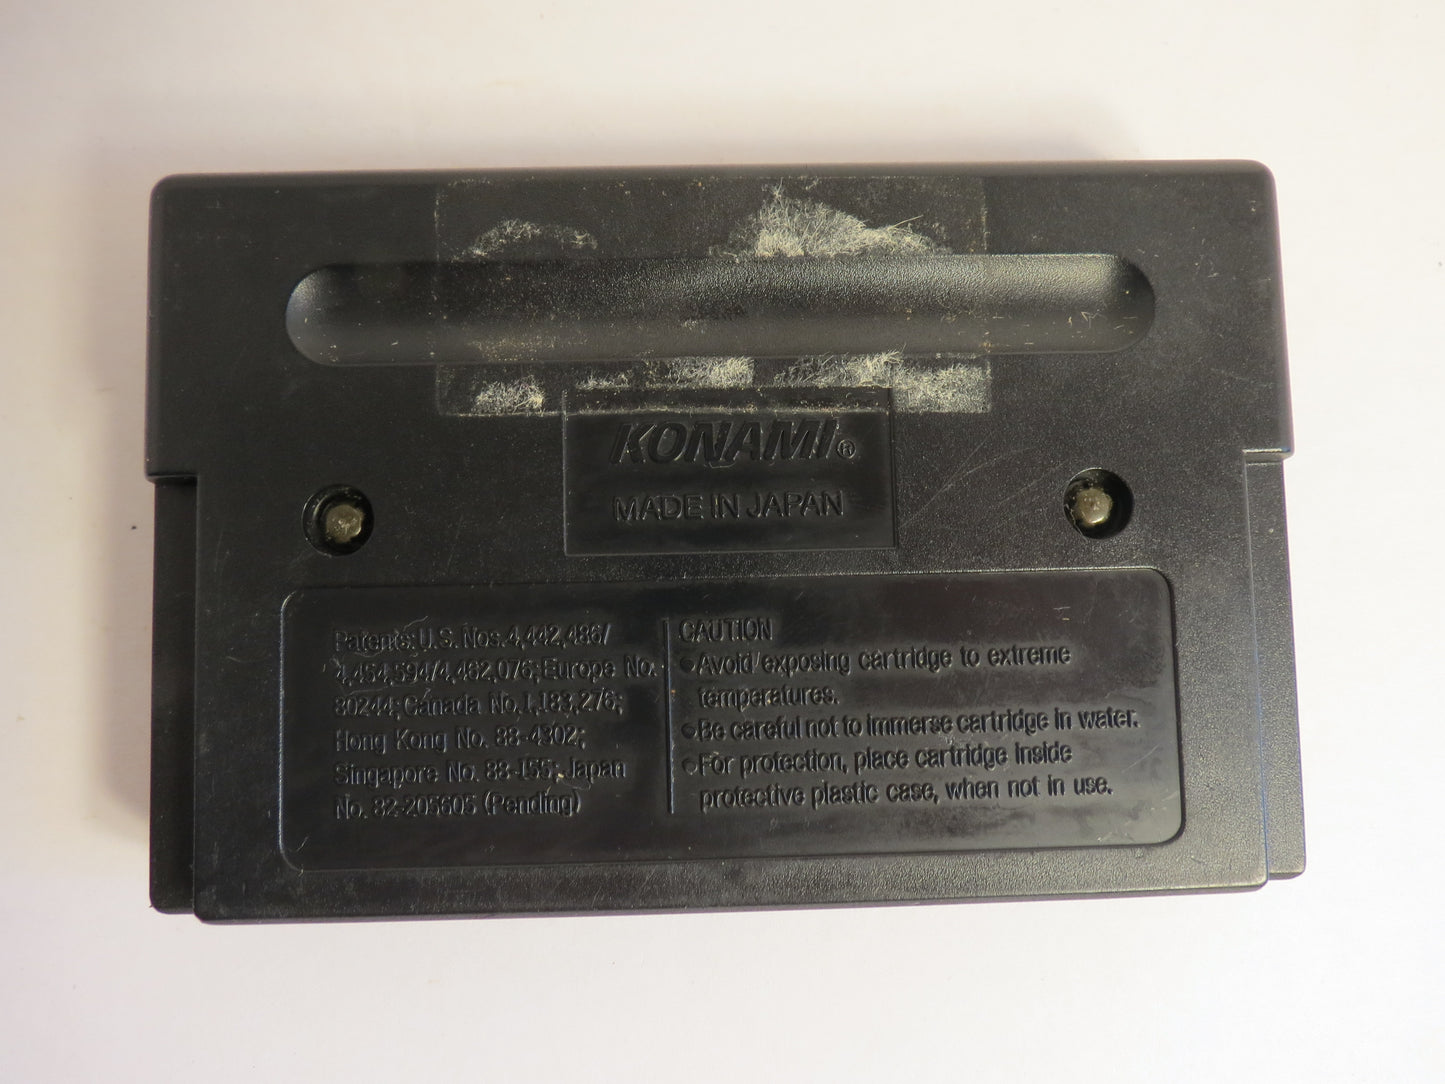 KONAMI®
MADE IN JAPAN
Patents: U.S. Nos. 4,442,486/
4,454,594/4,462,076; Europe No.
80244; Canada No. 1,183,276;
Hong Kong No. 88-4302;
Singapore No. 88-155; Japan
No. 82-205605 (Pending)
CAUTION
• Avoid exposing cartridge to extreme
temperatures.
• Be careful not to immerse cartridge in water.
• For protection, place cartridge inside
protective plastic case, when not in use.